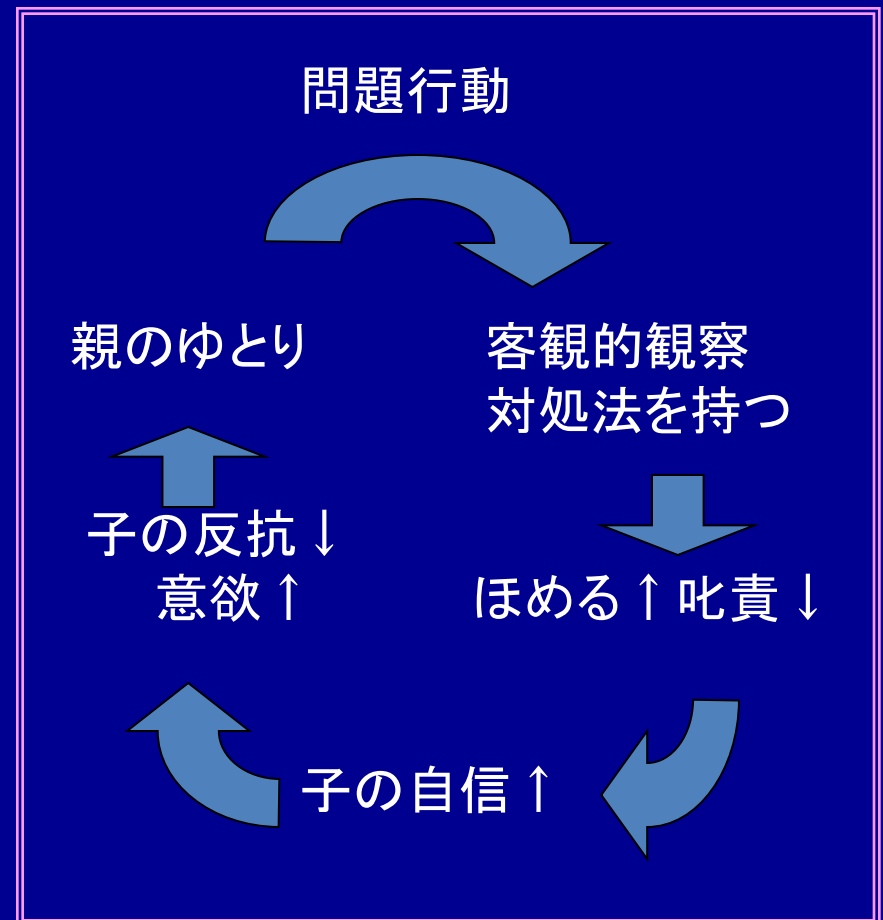 問題行動
親のゆとり
客観的観察
対処法を持つ
子の反抗↓
意欲↑
ほめる↑叱責↓
子の自信↑